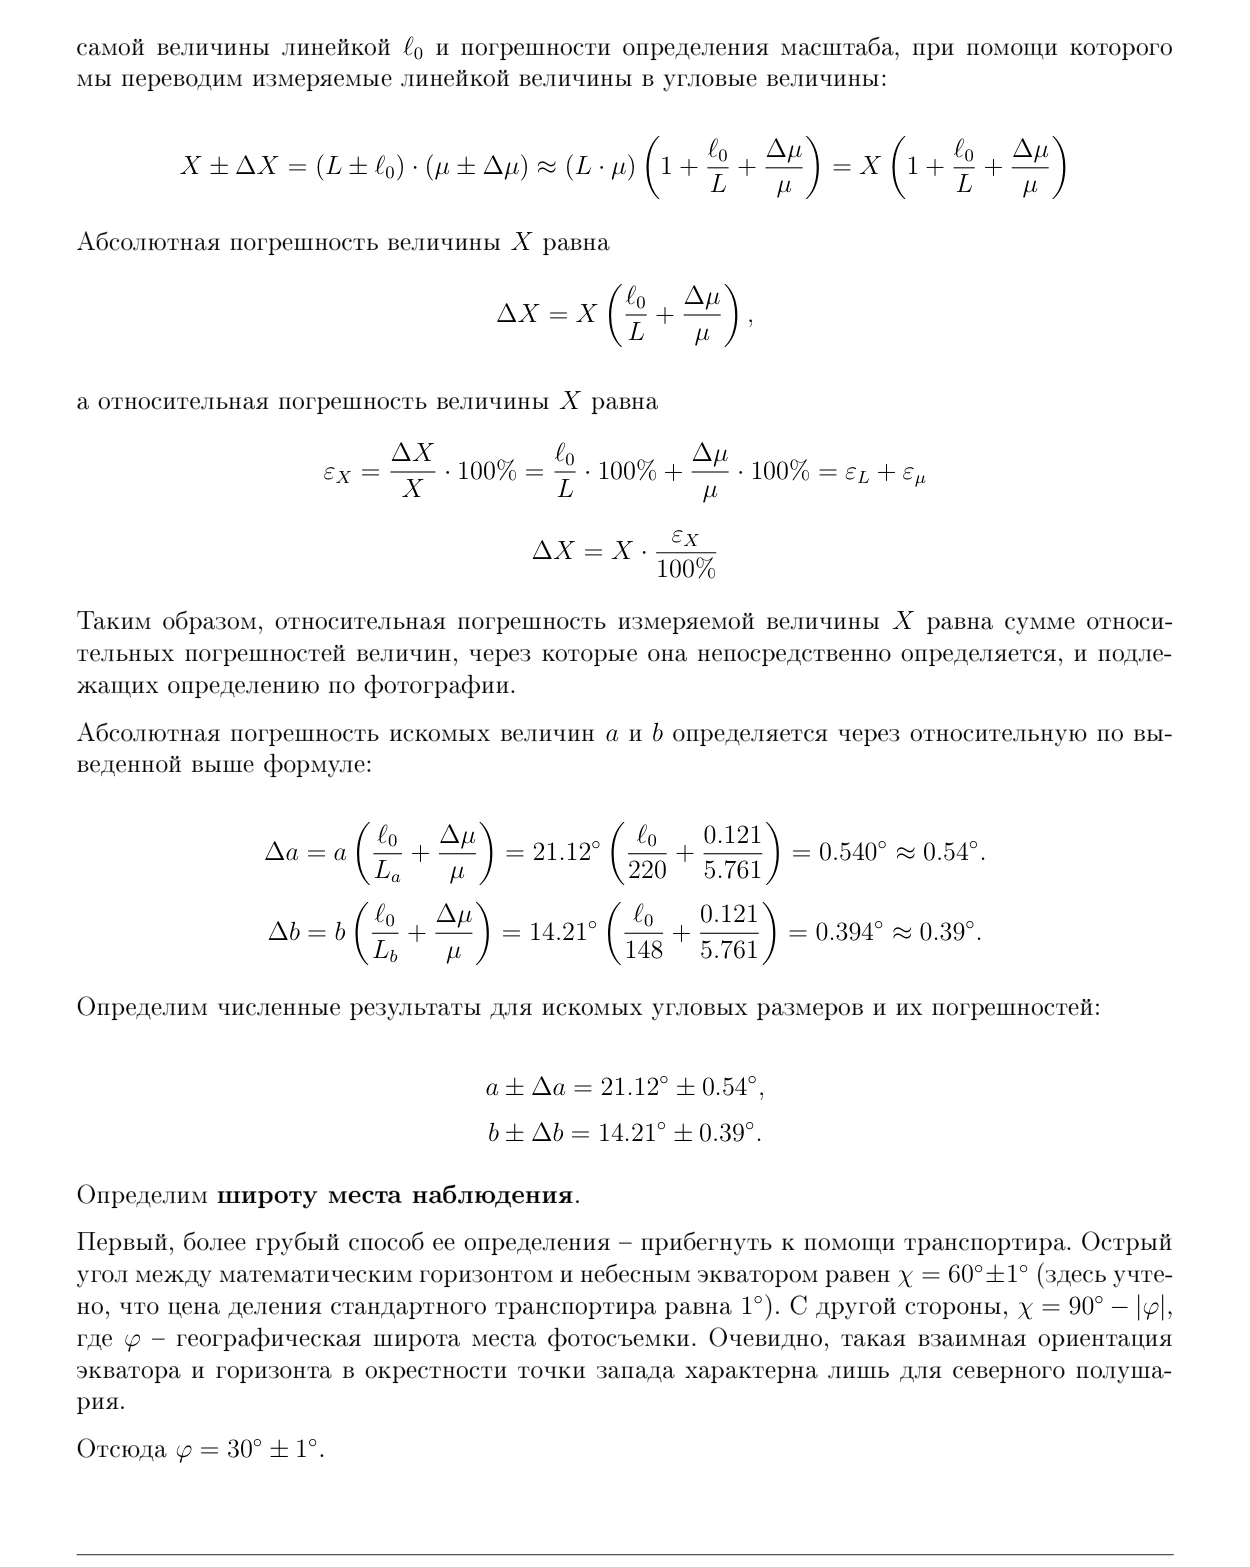 самой величины линейкой ℓ₀ и погрешности определения масштаба, при помощи которого
мы переводим измеряемые линейкой величины в угловые величины:
X ± ΔX = (L ± ℓ₀) · (μ ± Δμ) ≈ (L · μ) (1 + ℓ₀/L + Δμ/μ) = X (1 + ℓ₀/L + Δμ/μ)
Абсолютная погрешность величины X равна
ΔX = X (ℓ₀/L + Δμ/μ),
а относительная погрешность величины X равна
ε_X = ΔX/X · 100% = ℓ₀/L · 100% + Δμ/μ · 100% = ε_L + ε_μ
ΔX = X · ε_X/100%
Таким образом, относительная погрешность измеряемой величины X равна сумме относи-
тельных погрешностей величин, через которые она непосредственно определяется, и подле-
жащих определению по фотографии.
Абсолютная погрешность искомых величин a и b определяется через относительную по вы-
веденной выше формуле:
Δa = a (ℓ₀/L_a + Δμ/μ) = 21.12° (ℓ₀/220 + 0.121/5.761) = 0.540° ≈ 0.54°.
Δb = b (ℓ₀/L_b + Δμ/μ) = 14.21° (ℓ₀/148 + 0.121/5.761) = 0.394° ≈ 0.39°.
Определим численные результаты для искомых угловых размеров и их погрешностей:
a ± Δa = 21.12° ± 0.54°,
b ± Δb = 14.21° ± 0.39°.
Определим широту места наблюдения.
Первый, более грубый способ ее определения – прибегнуть к помощи транспортира. Острый
угол между математическим горизонтом и небесным экватором равен χ = 60°±1° (здесь учте-
но, что цена деления стандартного транспортира равна 1°). С другой стороны, χ = 90° − |φ|,
где φ – географическая широта места фотосъемки. Очевидно, такая взаимная ориентация
экватора и горизонта в окрестности точки запада характерна лишь для северного полуша-
рия.
Отсюда φ = 30° ± 1°.